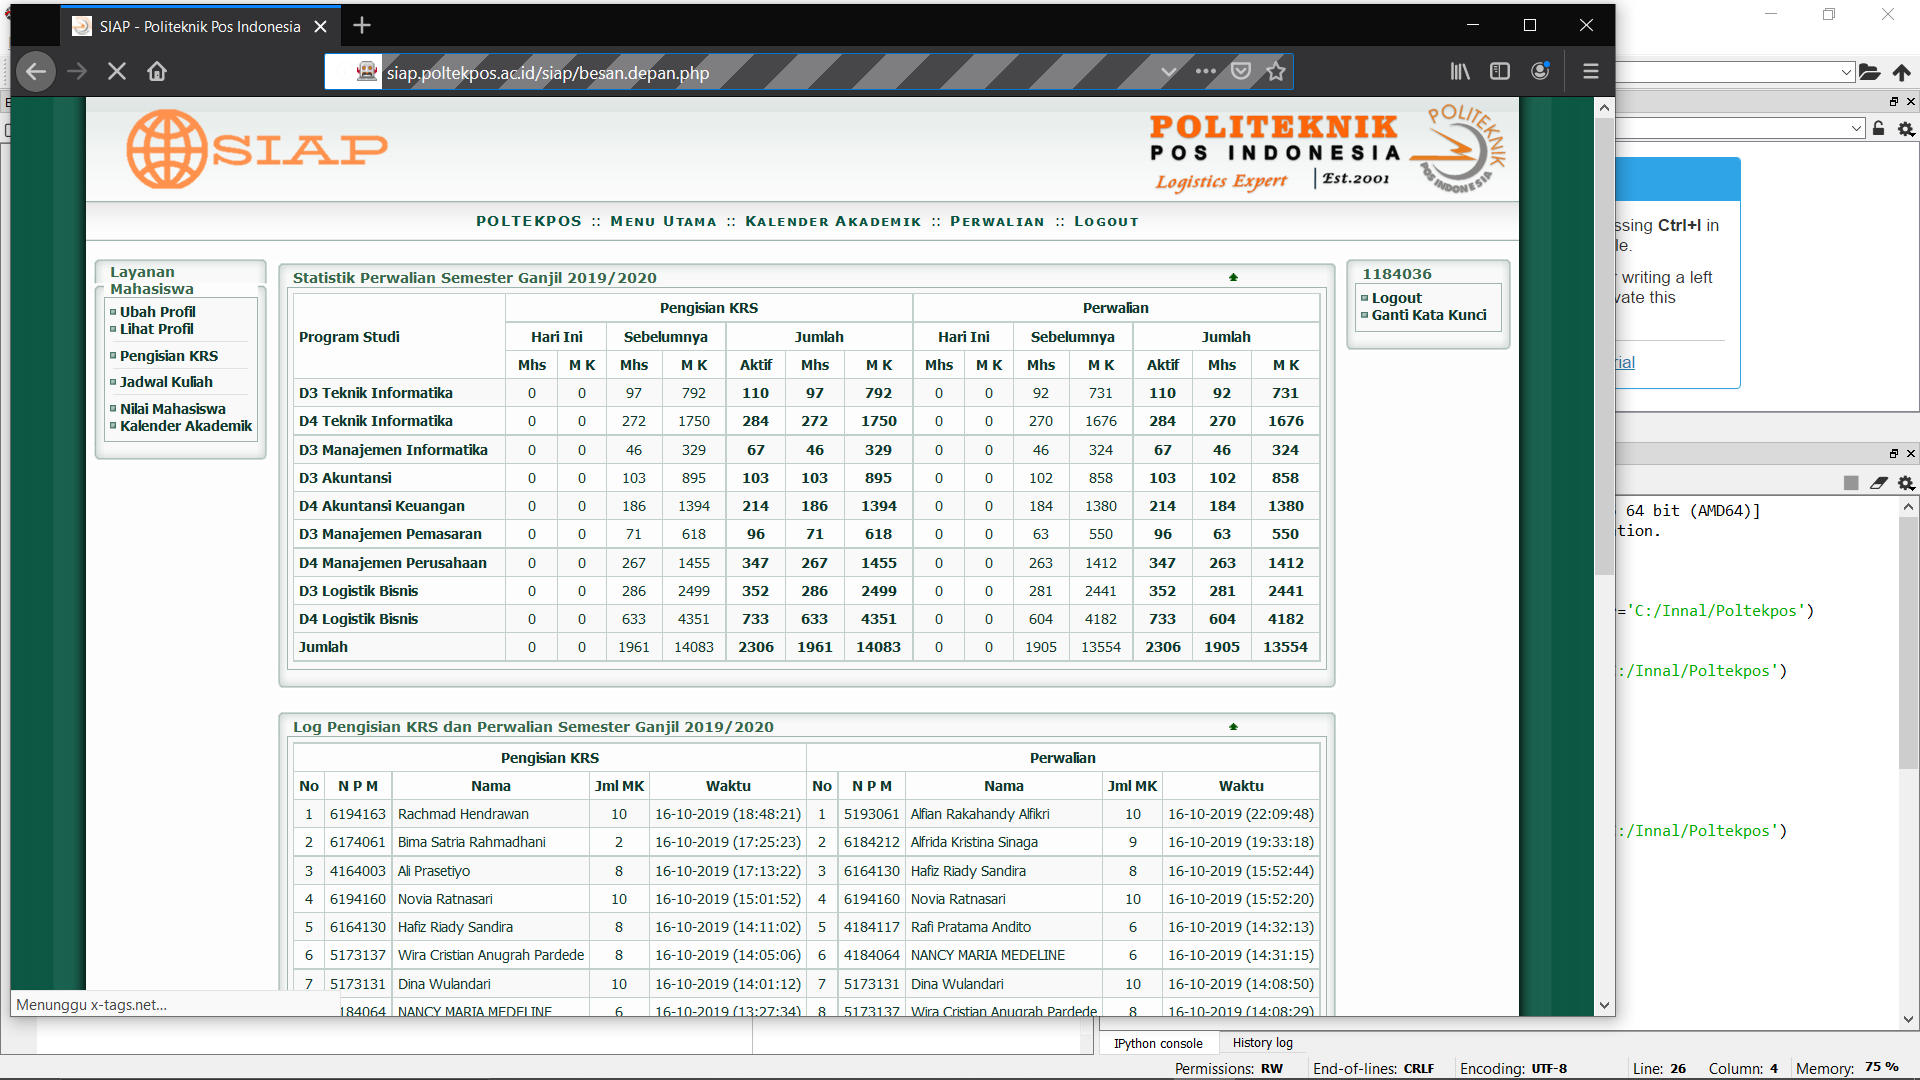 SIAP - Politeknik Pos Indonesia
siap.poltekpos.ac.id/siap/besan.depan.php
SIAP
POLITEKNIK
POS INDONESIA
Logistics Expert | Est.2001
POLITEKNIK
POS INDONESIA
POLTEKPOS :: MENU UTAMA :: KALENDER AKADEMIK :: PERWALIAN :: LOGOUT
Layanan
Mahasiswa
Ubah Profil
Lihat Profil
Pengisian KRS
Jadwal Kuliah
Nilai Mahasiswa
Kalender Akademik
Statistik Perwalian Semester Ganjil 2019/2020
Program Studi Pengisian KRS Perwalian
Hari Ini Sebelumnya Jumlah Hari Ini Sebelumnya Jumlah
Mhs M K Mhs M K Aktif Mhs M K Mhs M K Mhs M K Aktif Mhs M K
D3 Teknik Informatika 0 0 97 792 110 97 792 0 0 92 731 110 92 731
D4 Teknik Informatika 0 0 272 1750 284 272 1750 0 0 270 1676 284 270 1676
D3 Manajemen Informatika 0 0 46 329 67 46 329 0 0 46 324 67 46 324
D3 Akuntansi 0 0 103 895 103 103 895 0 0 102 858 103 102 858
D4 Akuntansi Keuangan 0 0 186 1394 214 186 1394 0 0 184 1380 214 184 1380
D3 Manajemen Pemasaran 0 0 71 618 96 71 618 0 0 63 550 96 63 550
D4 Manajemen Perusahaan 0 0 267 1455 347 267 1455 0 0 263 1412 347 263 1412
D3 Logistik Bisnis 0 0 286 2499 352 286 2499 0 0 281 2441 352 281 2441
D4 Logistik Bisnis 0 0 633 4351 733 633 4351 0 0 604 4182 733 604 4182
Jumlah 0 0 1961 14083 2306 1961 14083 0 0 1905 13554 2306 1905 13554
1184036
Logout
Ganti Kata Kunci
Log Pengisian KRS dan Perwalian Semester Ganjil 2019/2020
Pengisian KRS Perwalian
No N P M Nama Jml MK Waktu No N P M Nama Jml MK Waktu
1 6194163 Rachmad Hendrawan 10 16-10-2019 (18:48:21) 1 5193061 Alfian Rakahandy Alfikri 10 16-10-2019 (22:09:48)
2 6174061 Bima Satria Rahmadhani 2 16-10-2019 (17:25:23) 2 6184212 Alfrida Kristina Sinaga 9 16-10-2019 (19:33:18)
3 4164003 Ali Prasetiyo 8 16-10-2019 (17:13:22) 3 6164130 Hafiz Riady Sandira 8 16-10-2019 (15:52:44)
4 6194160 Novia Ratnasari 10 16-10-2019 (15:01:52) 4 6194160 Novia Ratnasari 10 16-10-2019 (15:52:20)
5 6164130 Hafiz Riady Sandira 8 16-10-2019 (14:11:02) 5 4184117 Rafi Pratama Andito 6 16-10-2019 (14:32:13)
6 5173137 Wira Cristian Anugrah Pardede 8 16-10-2019 (14:05:06) 6 4184064 NANCY MARIA MEDELINE 6 16-10-2019 (14:31:15)
7 5173131 Dina Wulandari 10 16-10-2019 (14:01:12) 7 5173131 Dina Wulandari 10 16-10-2019 (14:08:50)
184064 NANCY MARIA MEDELINE 6 16-10-2019 (13:27:34) 8 5173137 Wira Cristian Anugrah Pardede 8 16-10-2019 (14:08:29)
Menunggu x-tags.net...
ssing Ctrl+I in
le.
writing a left
vate this
rial
64 bit (AMD64)]
tion.
='C:/Innal/Poltekpos')
:/Innal/Poltekpos')
:/Innal/Poltekpos')
IPython console History log
Permissions: RW End-of-lines: CRLF Encoding: UTF-8 Line: 26 Column: 4 Memory: 75 %